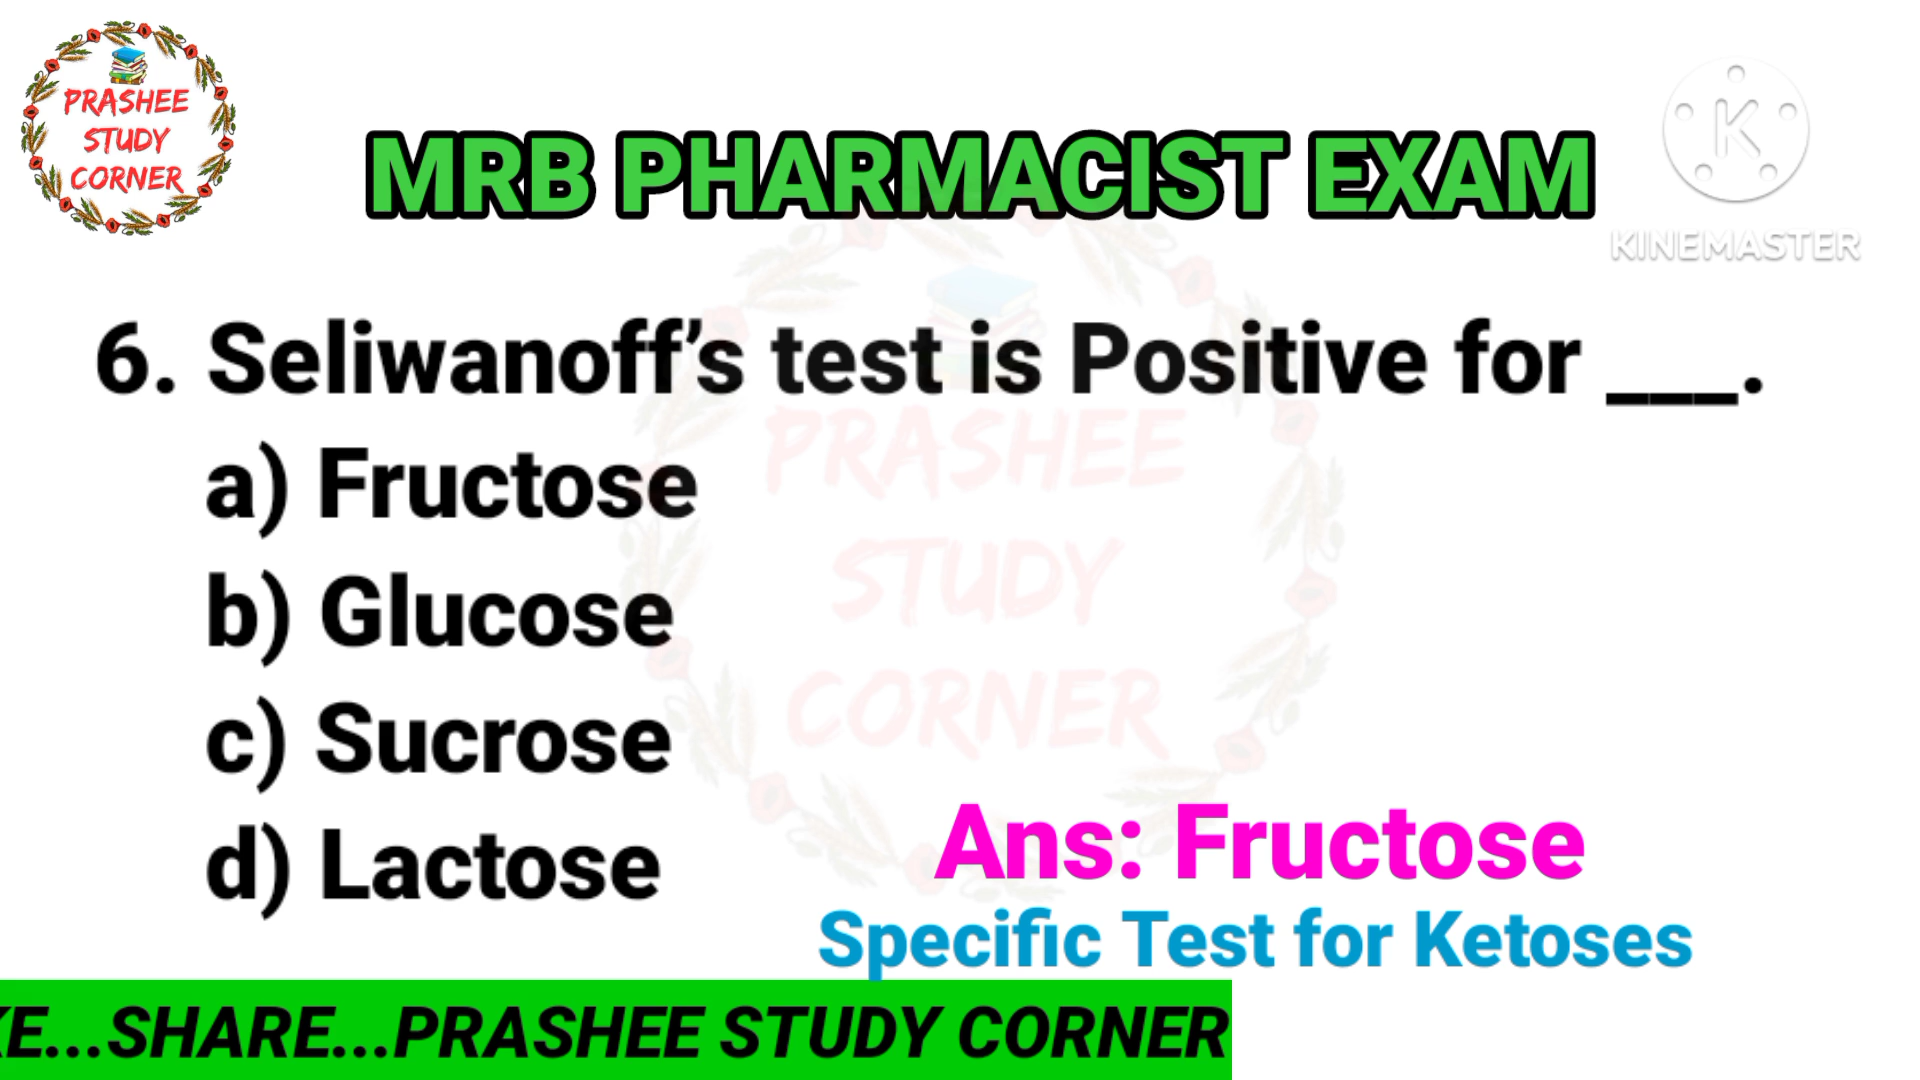 PRASHEE
STUDY
CORNER
MRB PHARMACIST EXAM
K
KINEMASTER
6. Seliwanoff’s test is Positive for ___.
a) Fructose
b) Glucose
c) Sucrose
d) Lactose
PRASHEE
STUDY
CORNER
Ans: Fructose
Specific Test for Ketoses
KE...SHARE...PRASHEE STUDY CORNER